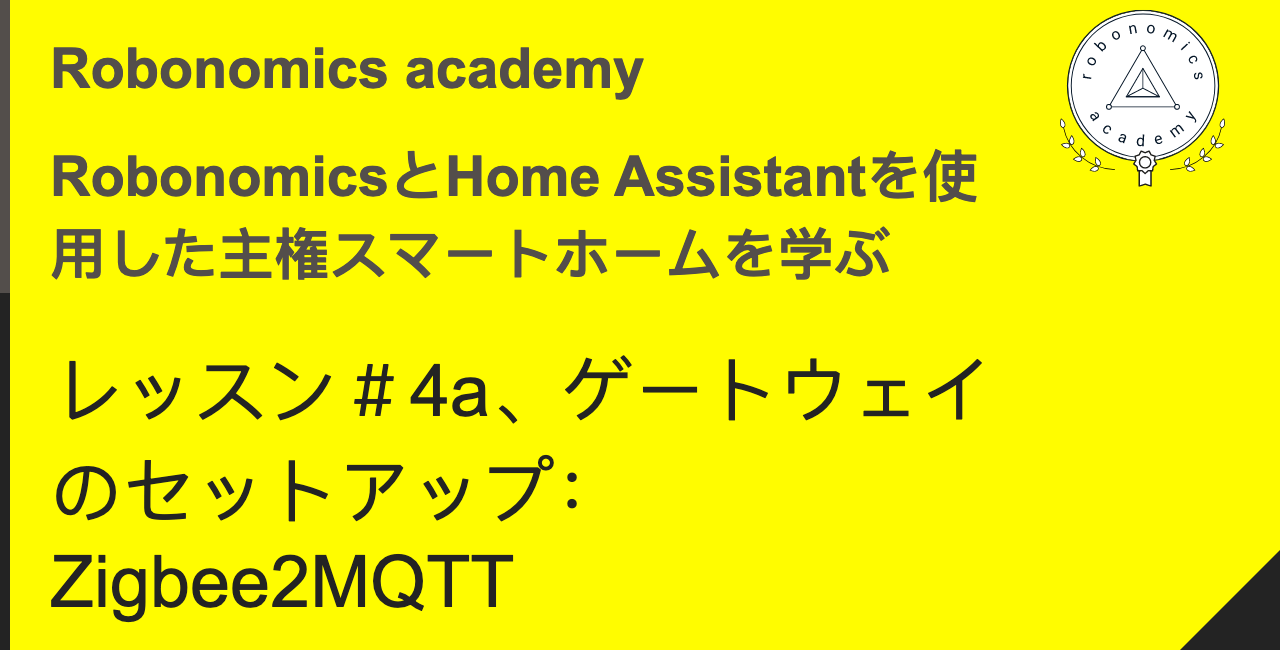 Robonomics academy
RobonomicsとHome Assistantを使
用した主権スマートホームを学ぶ
レッスン＃4a、ゲートウェイ
のセットアップ：
Zigbee2MQTT
robonomics
academy